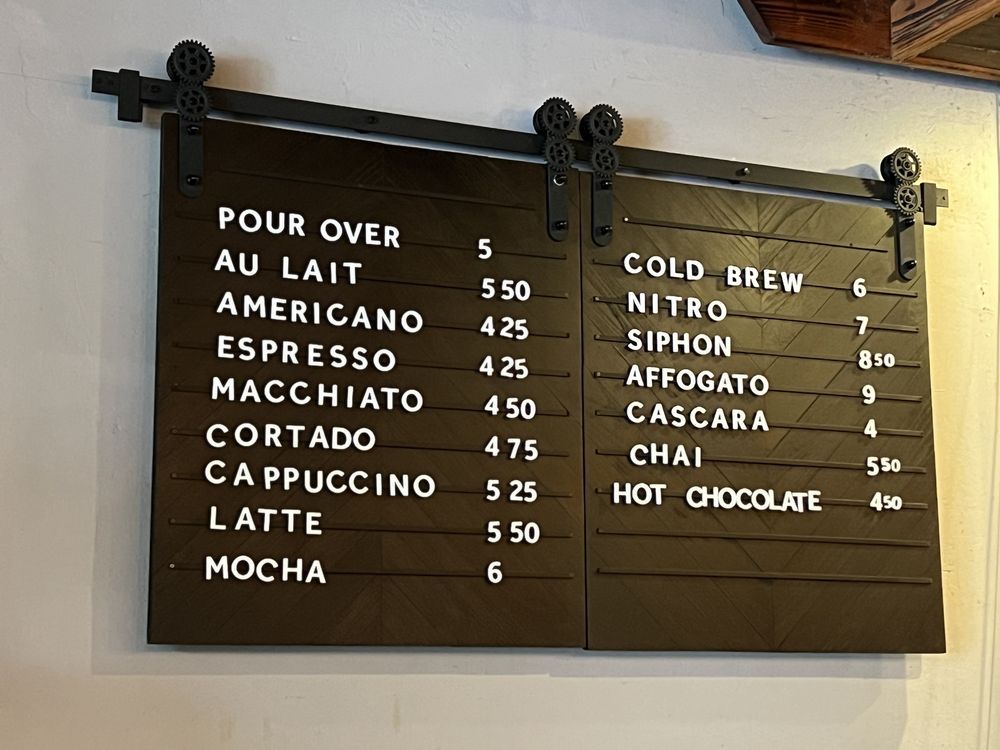 POUR OVER 5
AU LAIT 5 50
AMERICANO 4 25
ESPRESSO 4 25
MACCHIATO 4 50
CORTADO 4 75
CAPPUCCINO 5 25
LATTE 5 50
MOCHA 6
COLD BREW 6
NITRO 7
SIPHON 8 50
AFFOGATO 9
CASCARA 4
CHAI 5 50
HOT CHOCOLATE 4 50